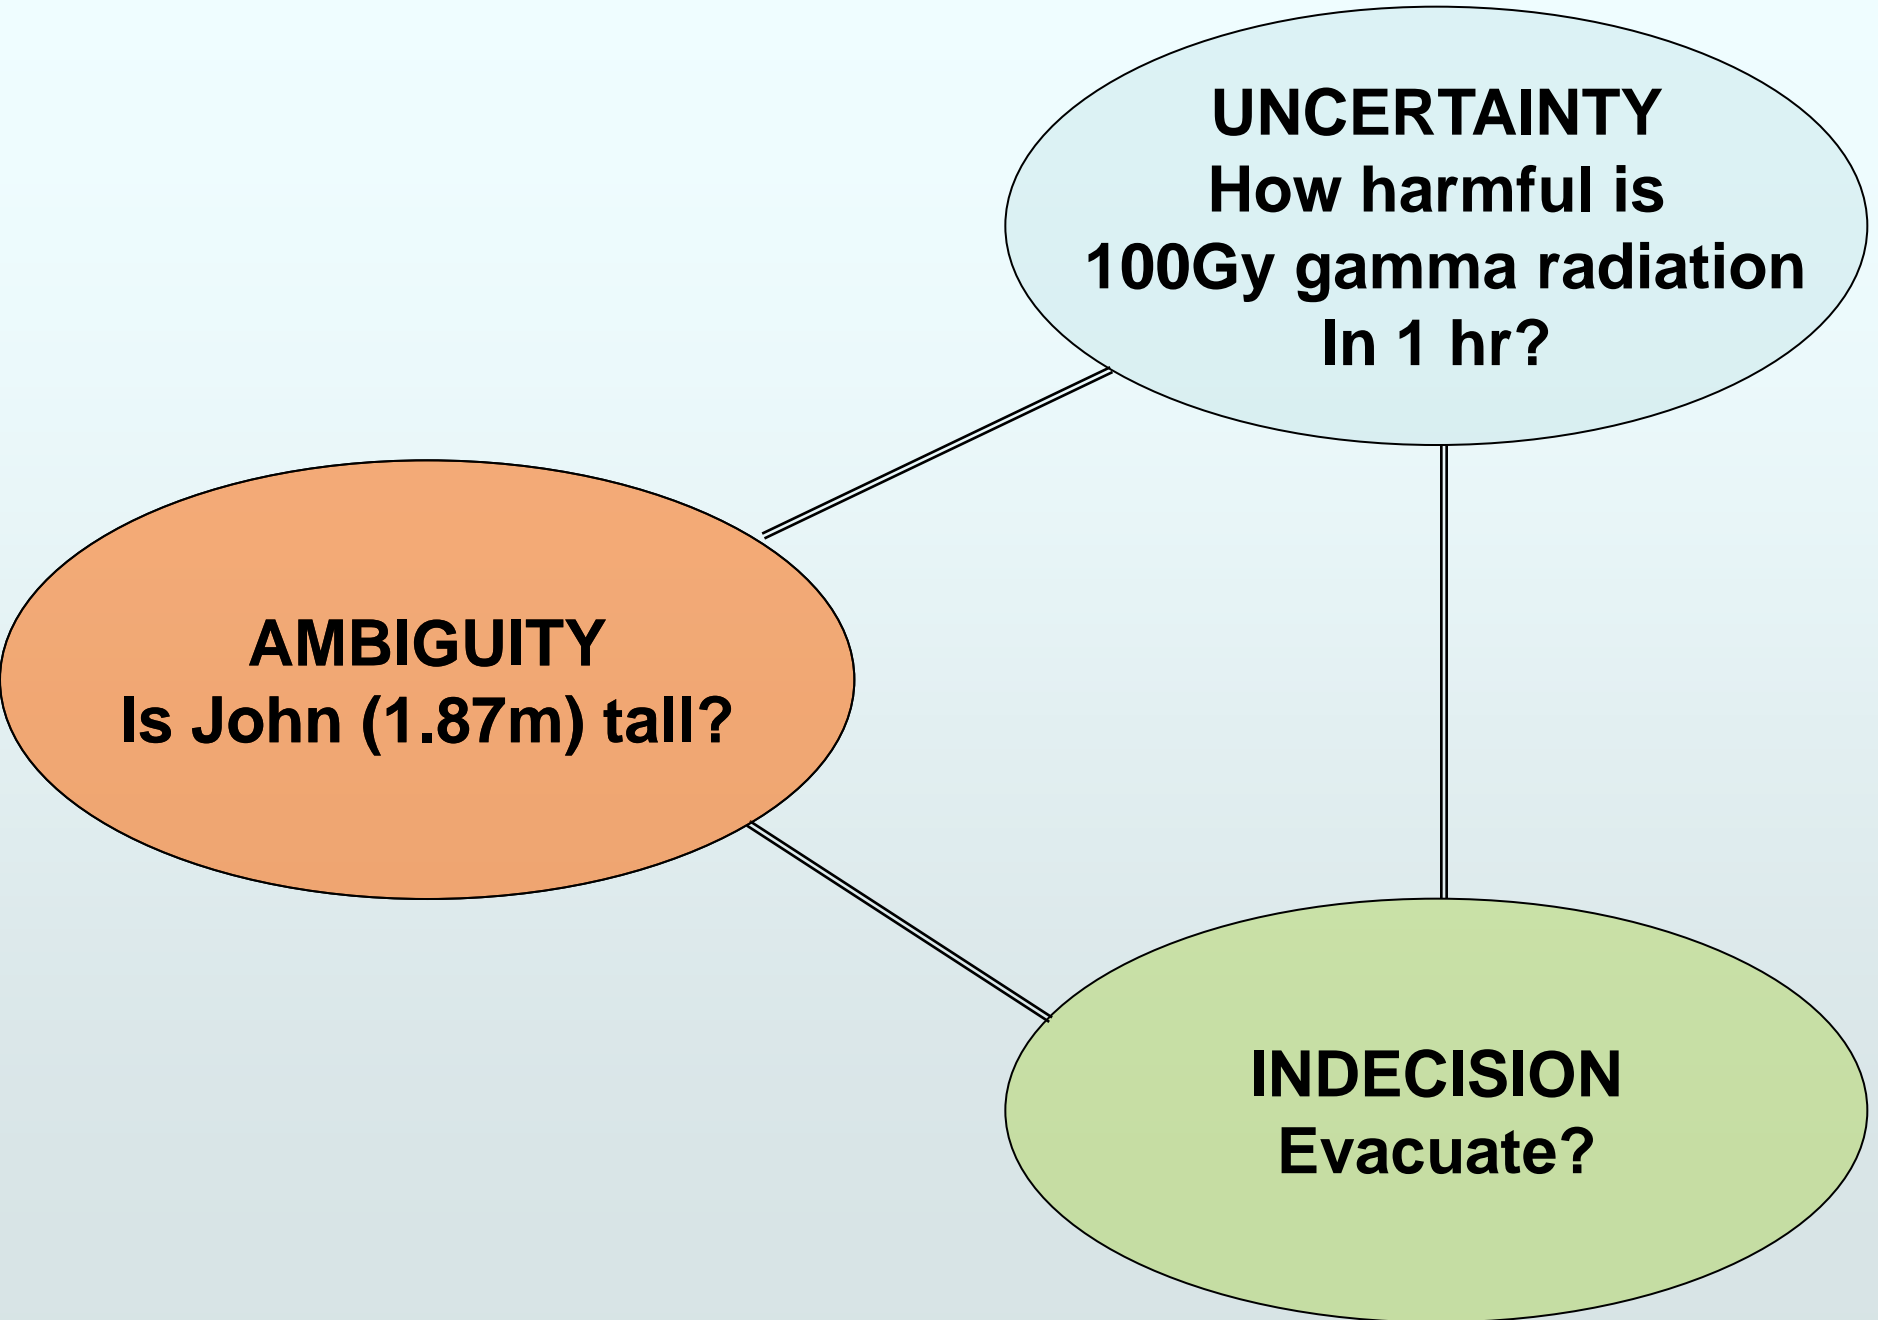 UNCERTAINTY
How harmful is
100Gy gamma radiation
In 1 hr?
AMBIGUITY
Is John (1.87m) tall?
INDECISION
Evacuate?